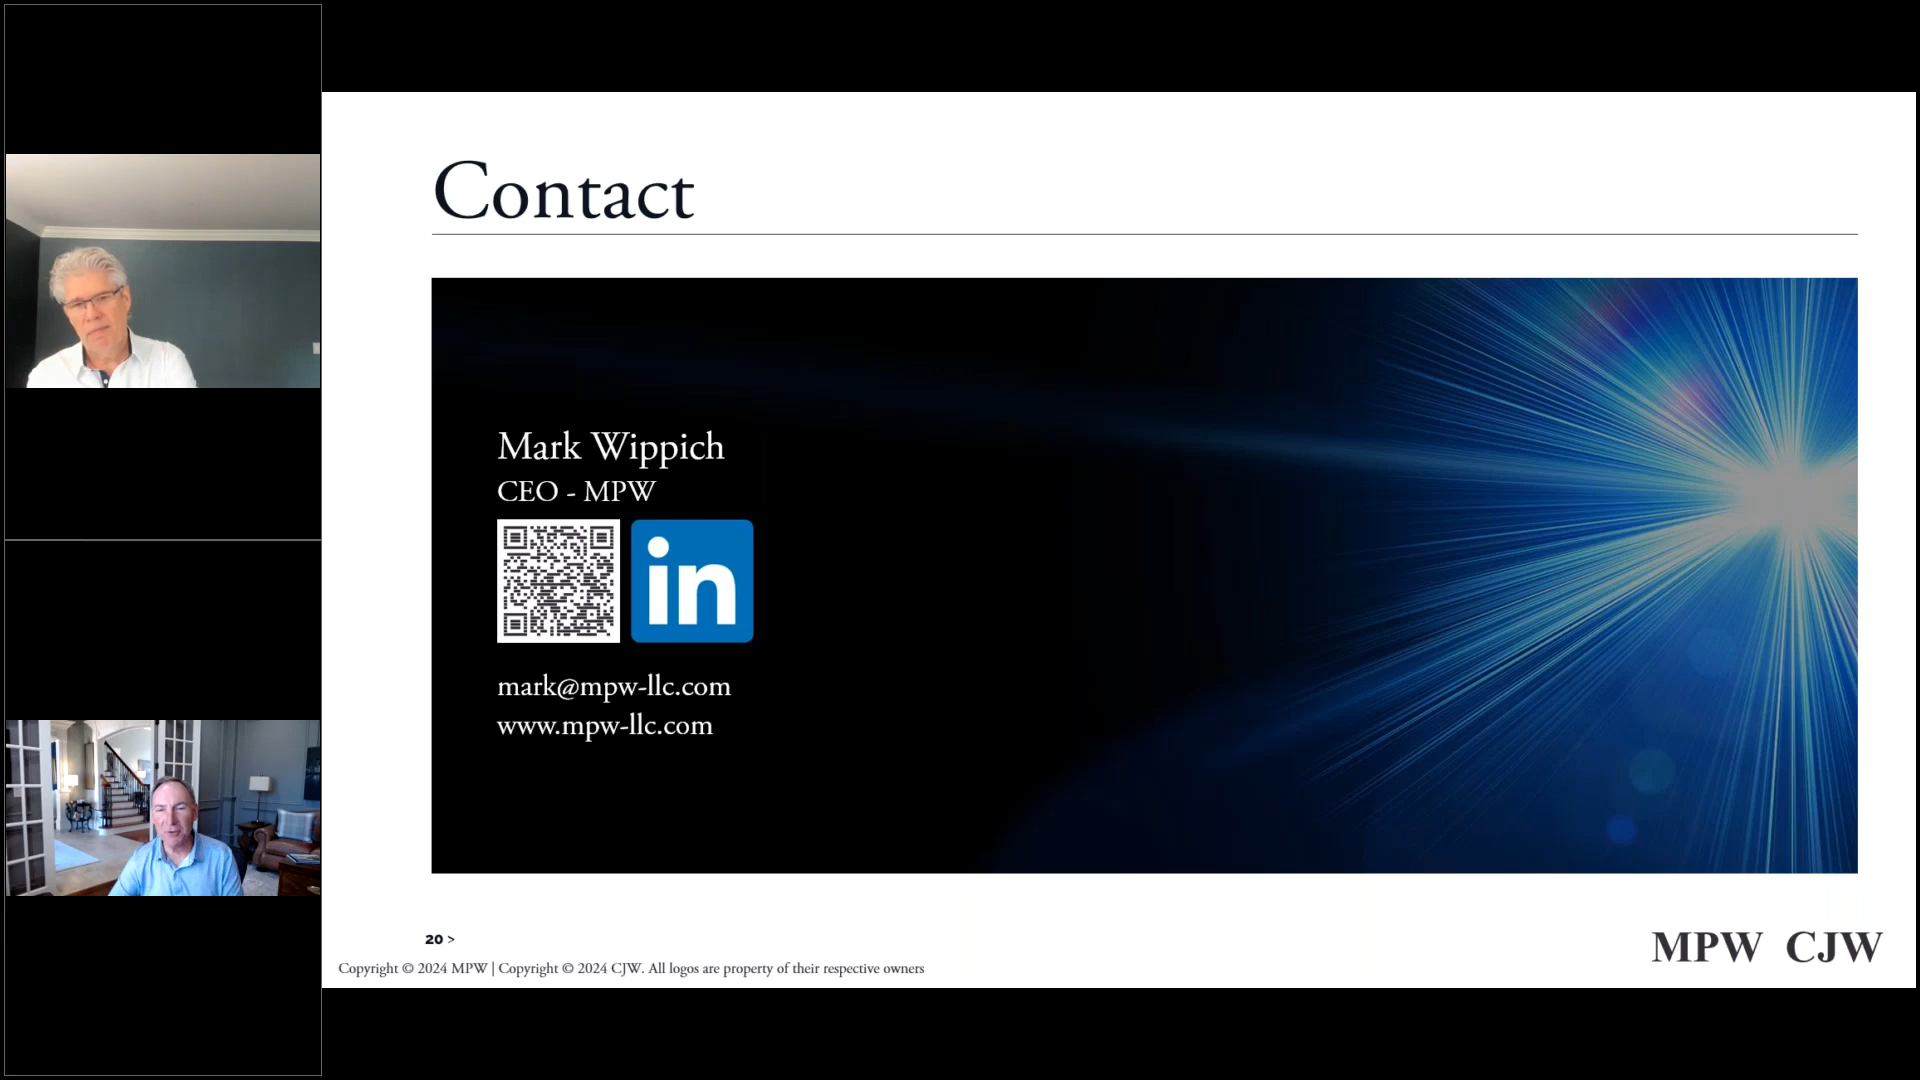 Contact
Mark Wippich
CEO - MPW
in
mark@mpw-llc.com
www.mpw-llc.com
20 >
MPW CJW
Copyright © 2024 MPW | Copyright © 2024 CJW. All logos are property of their respective owners